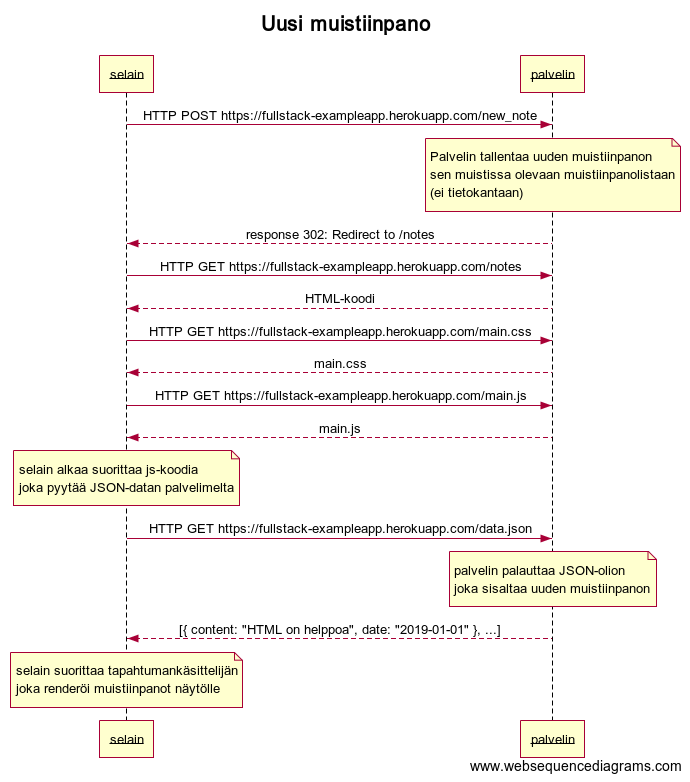 Uusi muistiinpano
selain
palvelin
HTTP POST https://fullstack-exampleapp.herokuapp.com/new_note
Palvelin tallentaa uuden muistiinpanon
sen muistissa olevaan muistiinpanolistaan
(ei tietokantaan)
response 302: Redirect to /notes
HTTP GET https://fullstack-exampleapp.herokuapp.com/notes
HTML-koodi
HTTP GET https://fullstack-exampleapp.herokuapp.com/main.css
main.css
HTTP GET https://fullstack-exampleapp.herokuapp.com/main.js
main.js
selain alkaa suorittaa js-koodia
joka pyytää JSON-datan palvelimelta
HTTP GET https://fullstack-exampleapp.herokuapp.com/data.json
palvelin palauttaa JSON-olion
joka sisaltaa uuden muistiinpanon
[{ content: "HTML on helppoa", date: "2019-01-01" }, ...]
selain suorittaa tapahtumankäsittelijän
joka renderöi muistiinpanot näytölle
selain
palvelin
www.websequencediagrams.com